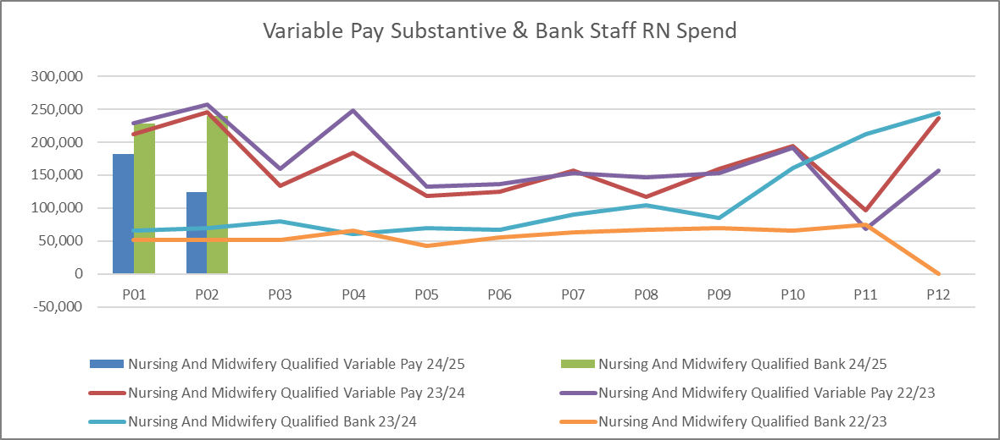 Variable Pay Substantive & Bank Staff RN Spend
300,000
250,000
200,000
150,000
100,000
50,000
0
-50,000
P01 P02 P03 P04 P05 P06 P07 P08 P09 P10 P11 P12
Nursing And Midwifery Qualified Variable Pay 24/25 Nursing And Midwifery Qualified Bank 24/25
Nursing And Midwifery Qualified Variable Pay 23/24 Nursing And Midwifery Qualified Variable Pay 22/23
Nursing And Midwifery Qualified Bank 23/24 Nursing And Midwifery Qualified Bank 22/23